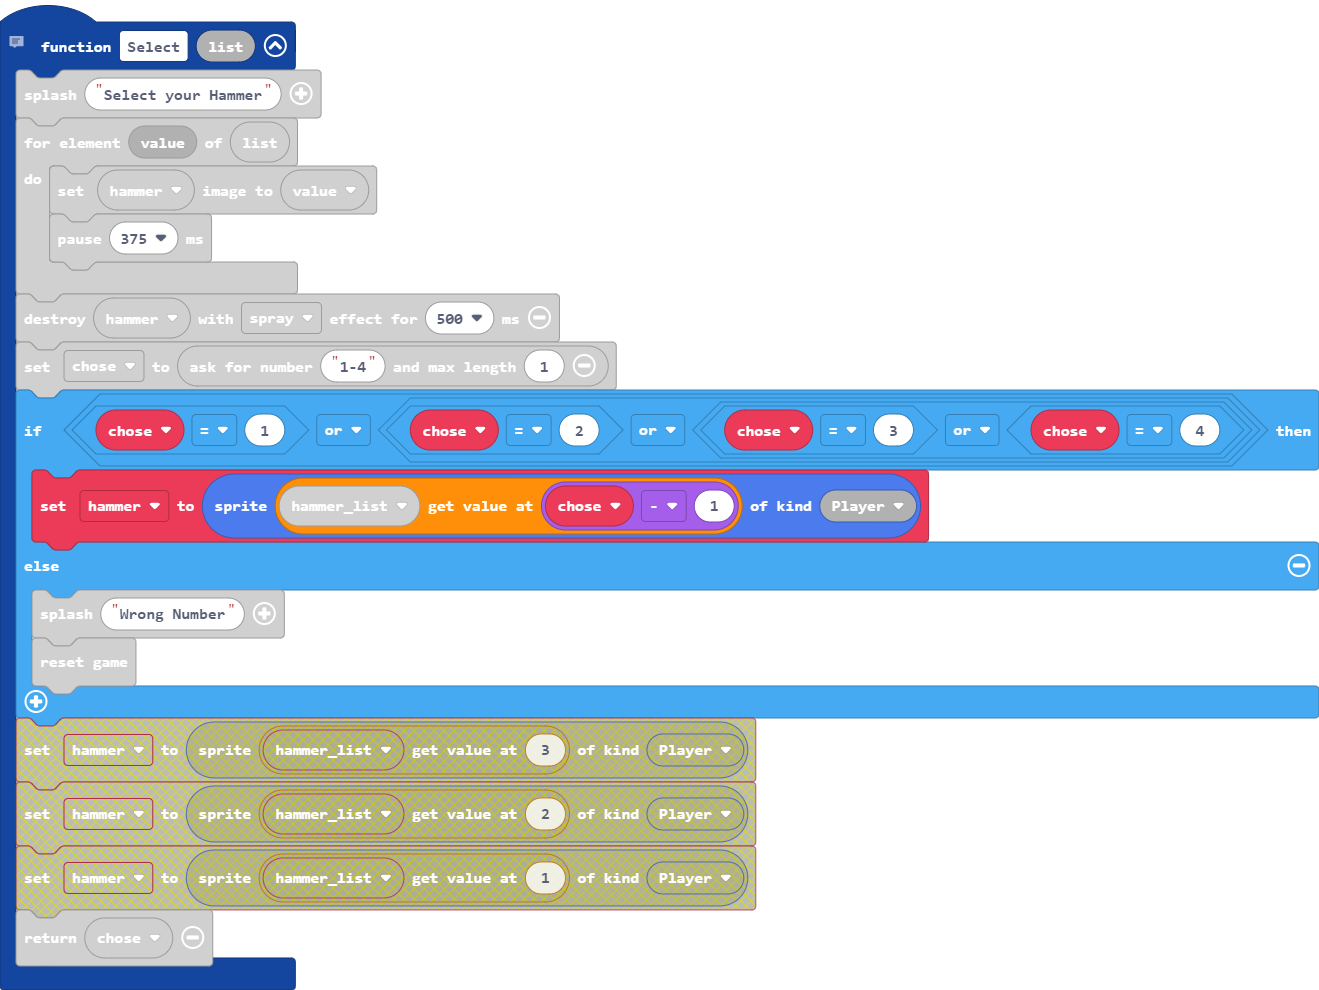 function Select list
splash "Select your Hammer"
for element value of list
do
set hammer image to value
pause 375 ms
destroy hammer with spray effect for 500 ms
set chose to ask for number "1-4" and max length 1
if chose = 1 or chose = 2 or chose = 3 or chose = 4 then
set hammer to sprite hammer_list get value at chose - 1 of kind Player
else
splash "Wrong Number"
reset game
set hammer to sprite hammer_list get value at 3 of kind Player
set hammer to sprite hammer_list get value at 2 of kind Player
set hammer to sprite hammer_list get value at 1 of kind Player
return chose